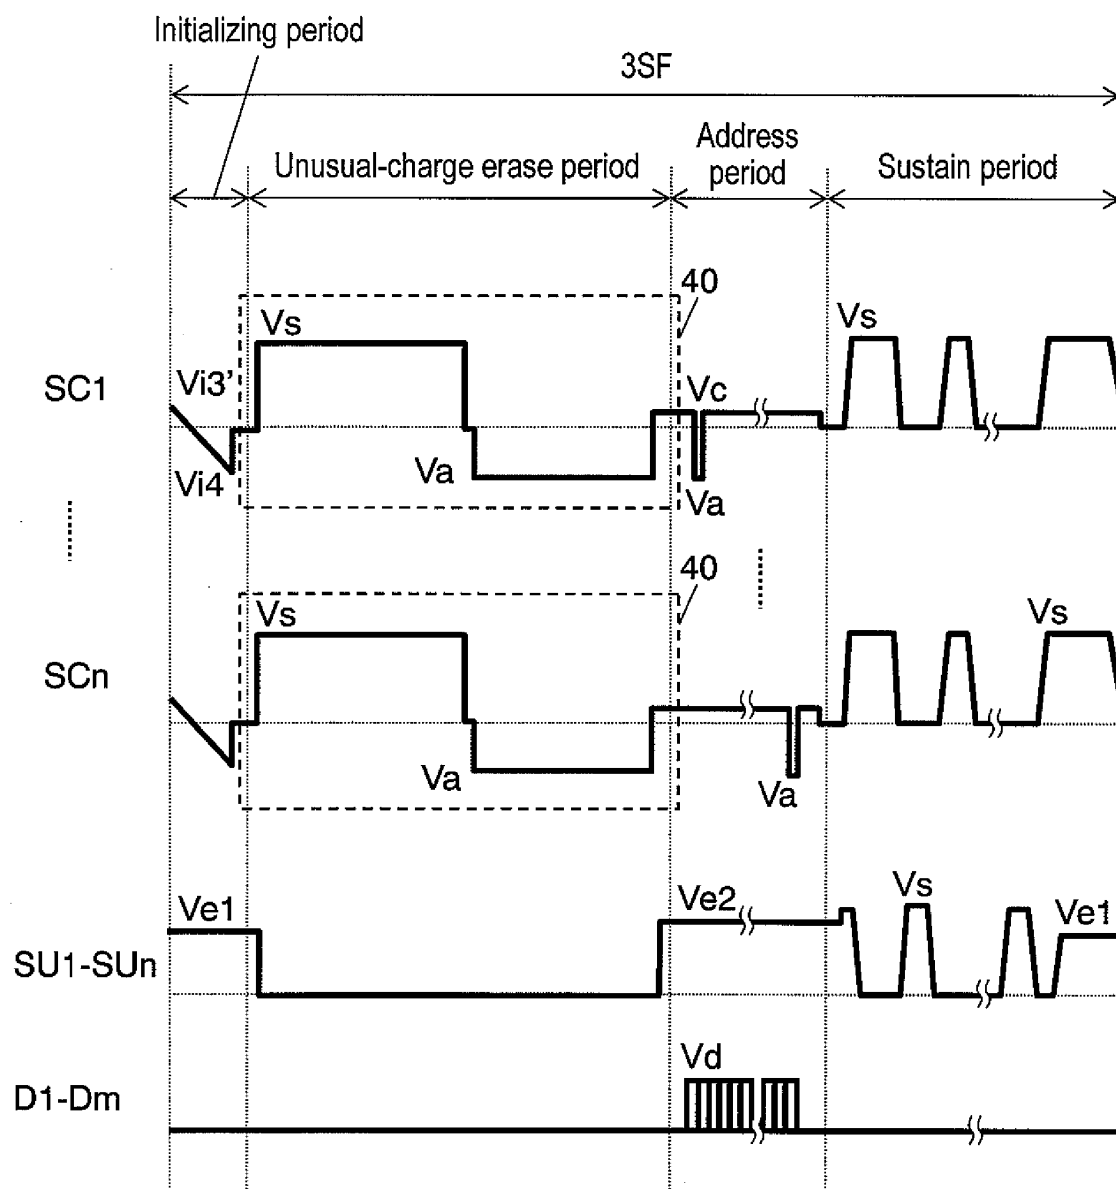 Initializing period
3SF
Unusual-charge erase period
Address period
Sustain period
40
Vs
Vs
SC1
Vi3’
Vc
Vi4
Va
Va
40
Vs
Vs
SCn
Va
Va
Ve1
Ve2
Vs
Ve1
SU1-SUn
Vd
D1-Dm